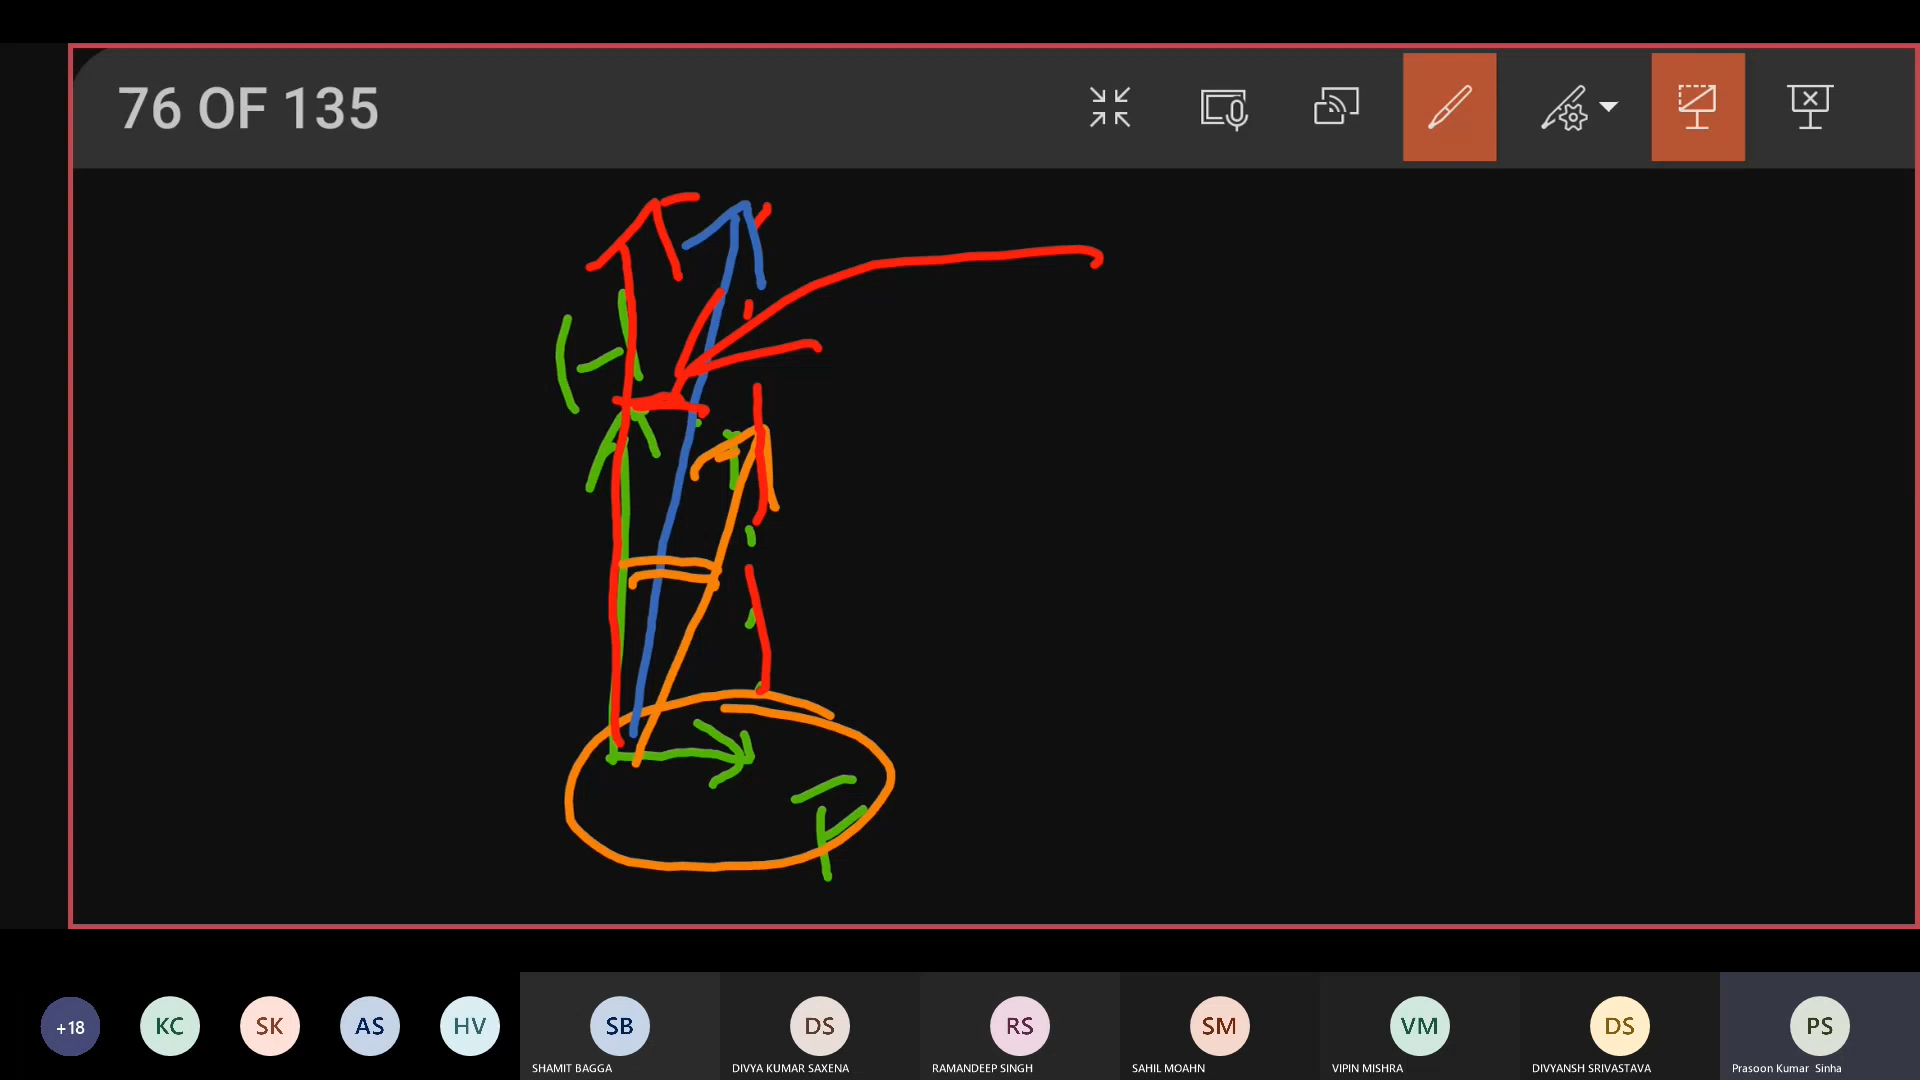 76 OF 135
+18
KC
SK
AS
HV
SB
DS
RS
SM
VM
DS
PS
SHAMIT BAGGA
DIVYA KUMAR SAXENA
RAMANDEEP SINGH
SAHIL MOAHN
VIPIN MISHRA
DIVYANSH SRIVASTAVA
Prasoon Kumar Sinha